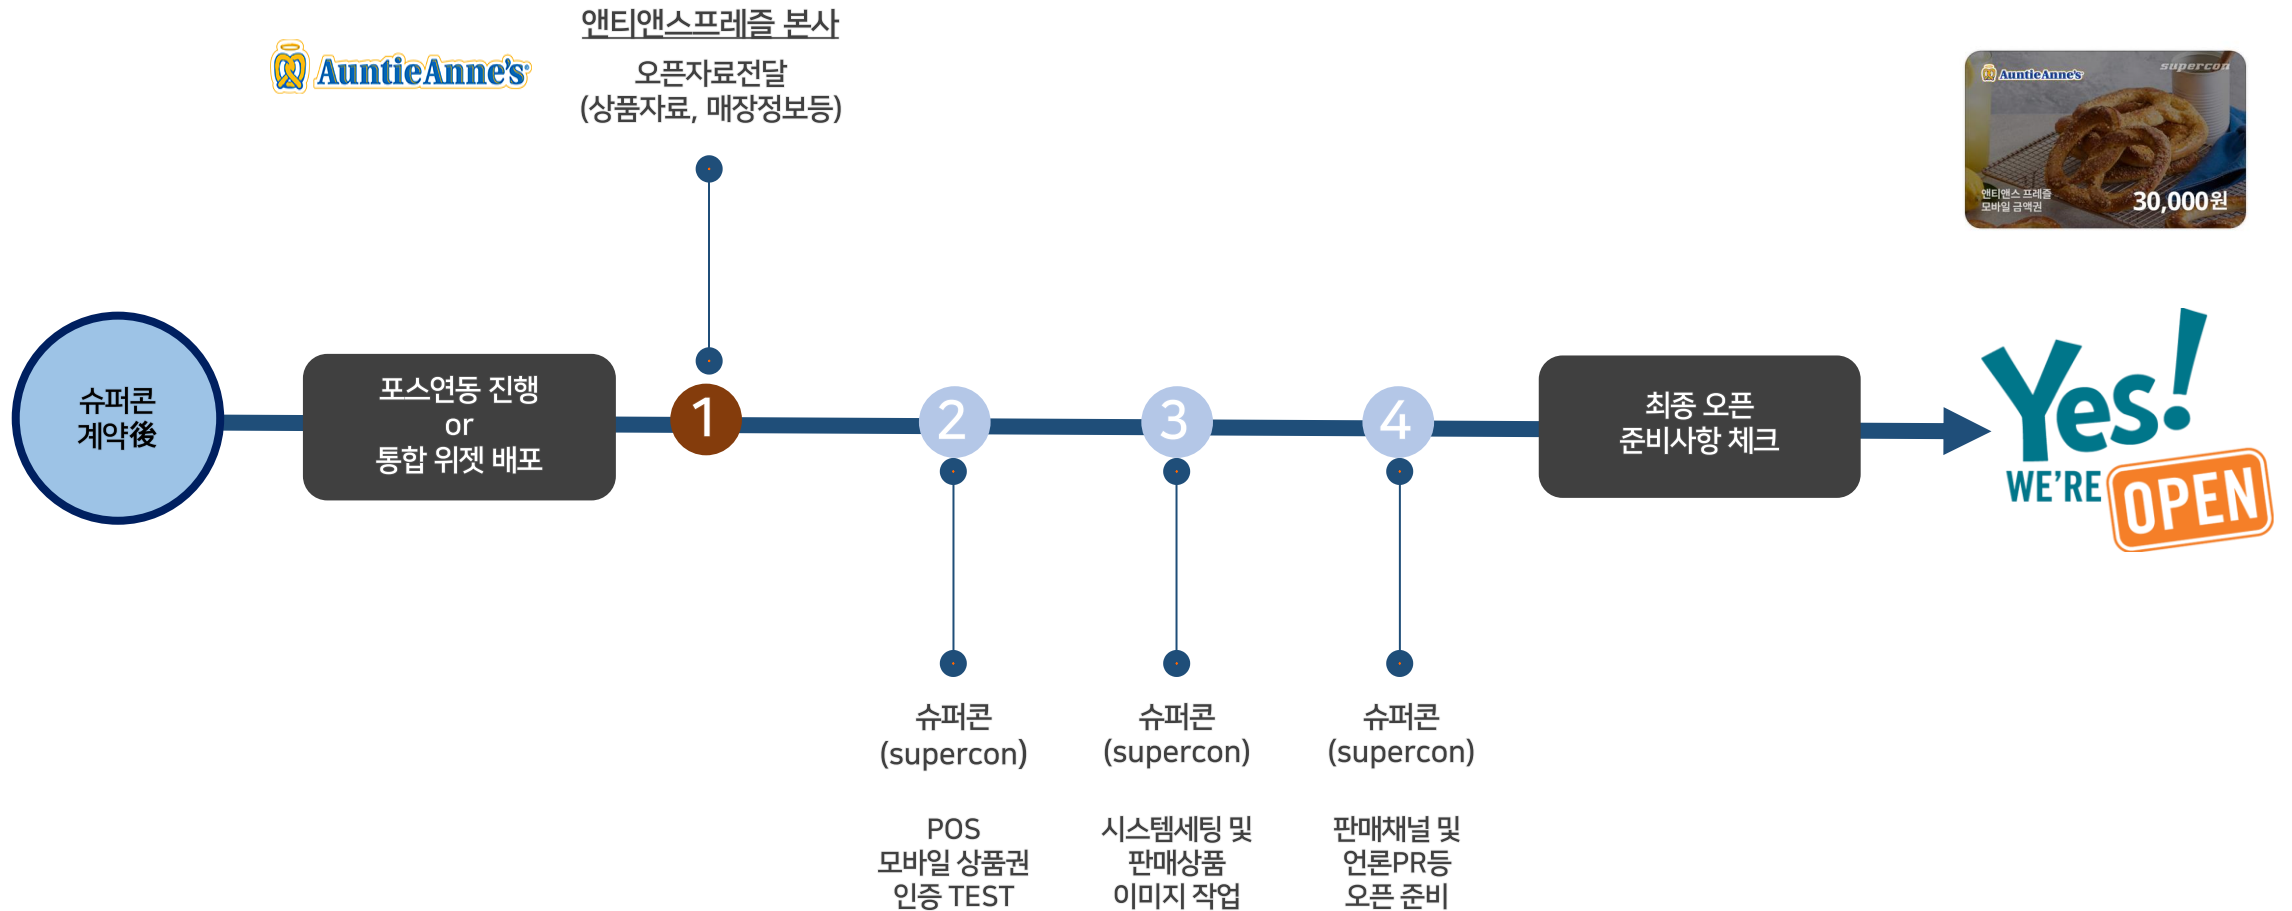 앤티앤스프레즐 본사
오픈자료전달
(상품자료, 매장정보등)
Auntie Anne's
Auntie Anne's
supercon
앤티앤스 프레즐
모바일 금액권
30,000원
슈퍼콘
계약後
포스연동 진행
or
통합 위젯 배포
1
2
3
4
최종 오픈
준비사항 체크
Yes!
WE'RE
OPEN
슈퍼콘
(supercon)
POS
모바일 상품권
인증 TEST
슈퍼콘
(supercon)
시스템세팅 및
판매상품
이미지 작업
슈퍼콘
(supercon)
판매채널 및
언론PR등
오픈 준비